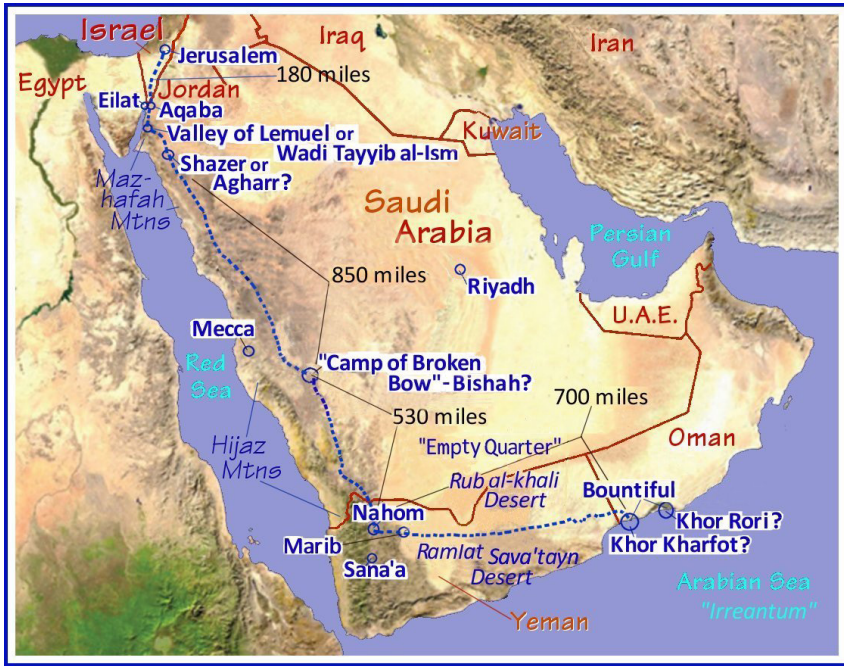 Israel
Iraq
Iran
Jerusalem
Egypt
180 miles
Jordan
Eilat
Aqaba
Kuwait
Valley of Lemuel or
Wadi Tayyib al-Ism
Shazer or
Agharr?
Maz-
hafah
Mtns
Saudi
Arabia
Persian
Gulf
850 miles
Riyadh
U.A.E.
Mecca
Red
Sea
"Camp of Broken
Bow"-Bishah?
700 miles
530 miles
Oman
Hijaz
Mtns
"Empty Quarter"
Rub al-khali
Desert
Bountiful
Nahom
Khor Rori?
Marib
Khor Kharfot?
Ramlat Sava'tayn
Desert
Sana'a
Arabian Sea
"Irreantum"
Yemen